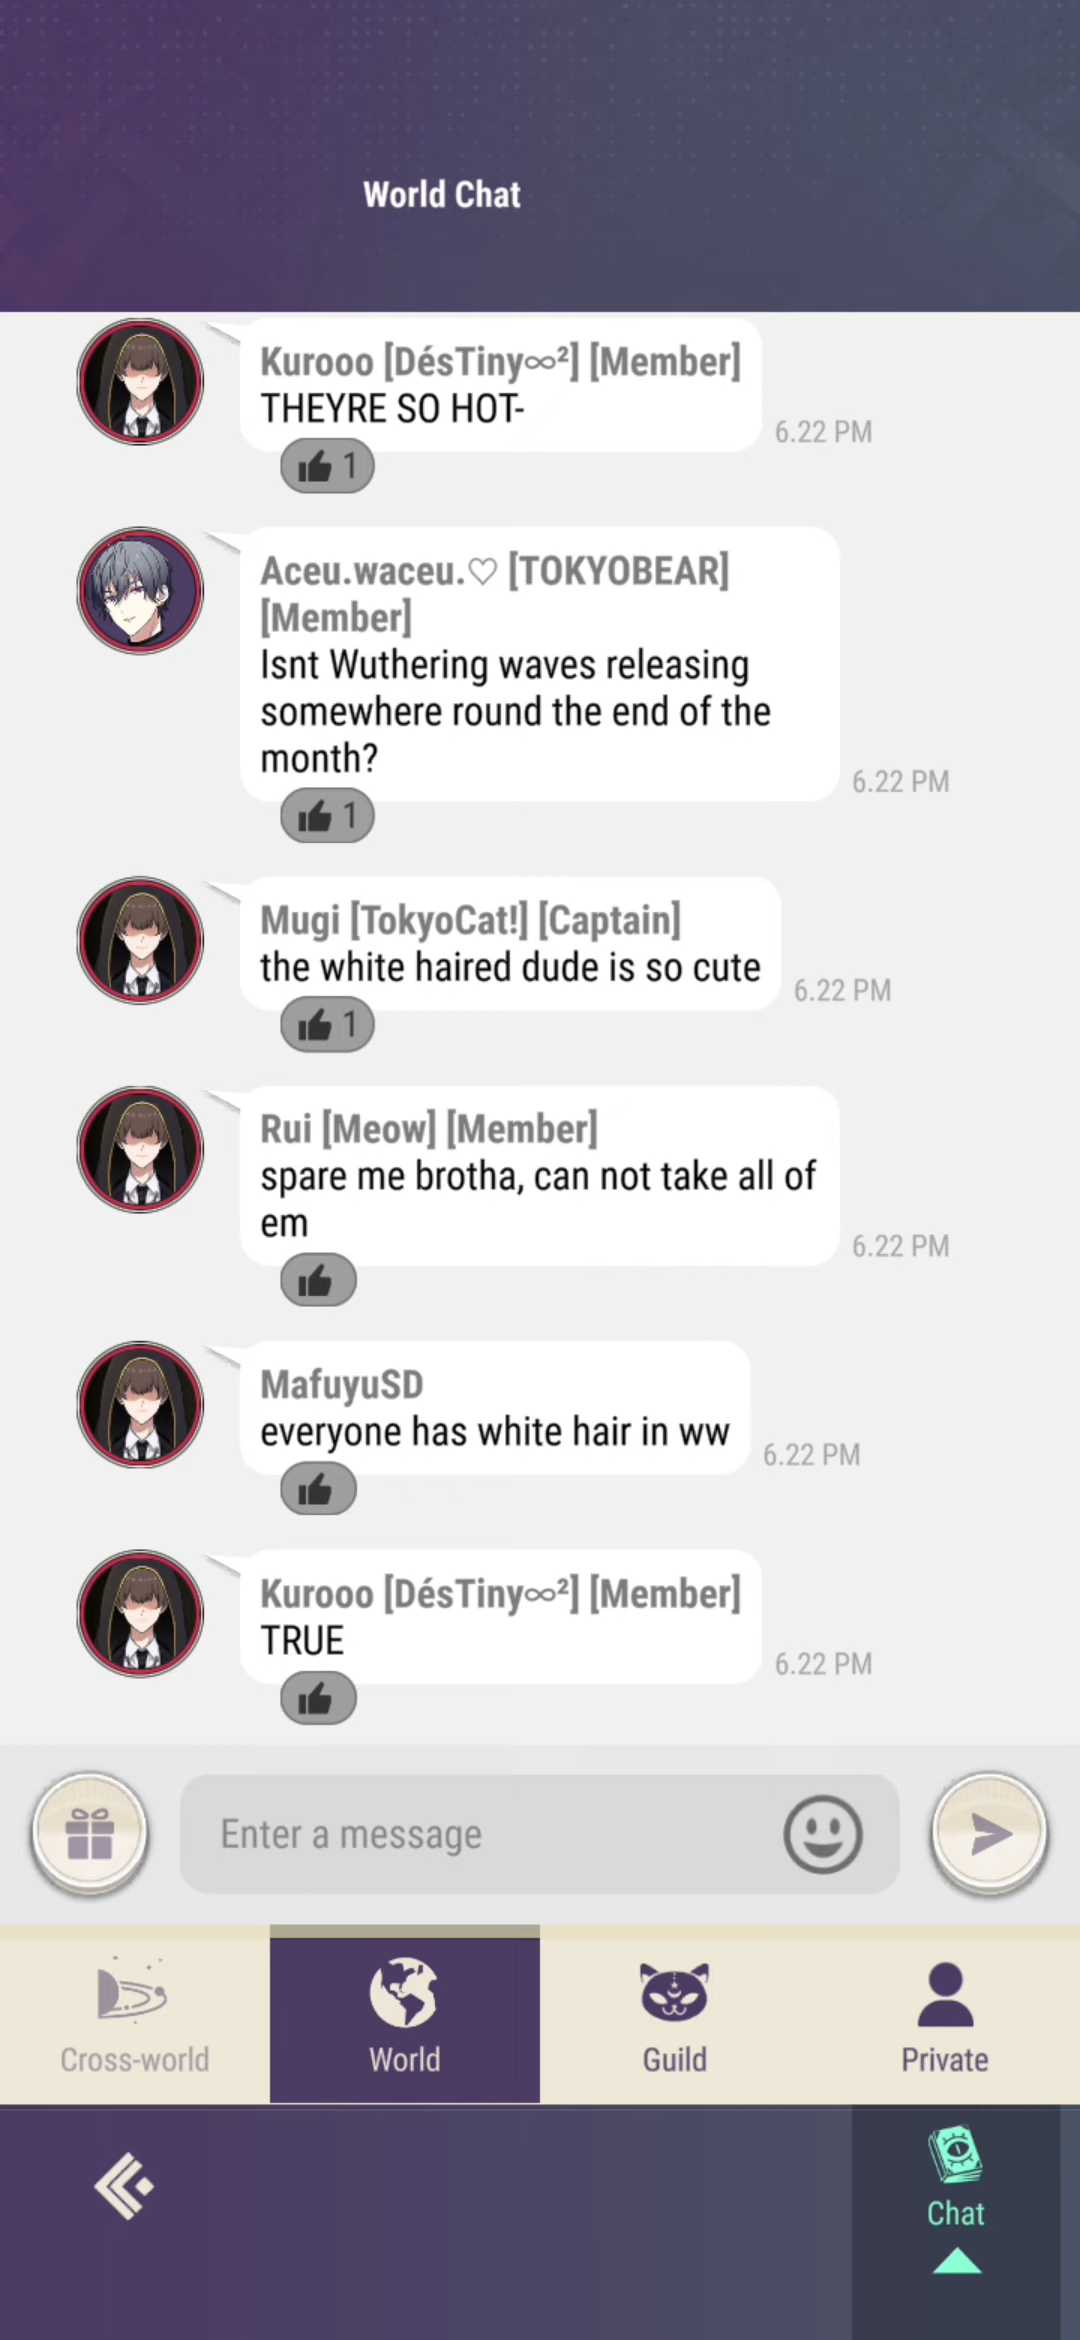 World Chat
Kurooo [DésTiny∞²] [Member]
THEYRE SO HOT-
6.22 PM
1
Aceu.waceu.♡ [TOKYOBEAR]
[Member]
Isnt Wuthering waves releasing
somewhere round the end of the
month?
6.22 PM
1
Mugi [TokyoCat!] [Captain]
the white haired dude is so cute
6.22 PM
1
Rui [Meow] [Member]
spare me brotha, can not take all of
em
6.22 PM
MafuyuSD
everyone has white hair in ww
6.22 PM
Kurooo [DésTiny∞²] [Member]
TRUE
6.22 PM
Enter a message
Cross-world
World
Guild
Private
Chat